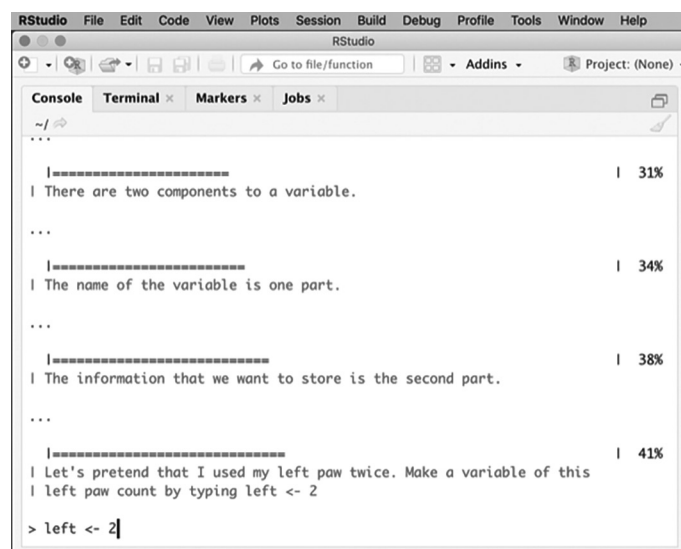 RStudio File Edit Code View Plots Session Build Debug Profile Tools Window Help
RStudio
Go to file/function Addins Project: (None)
Console Terminal × Markers × Jobs ×
~/
...
|====================== | 31%
| There are two components to a variable.
...
|======================== | 34%
| The name of the variable is one part.
...
|=========================== | 38%
| The information that we want to store is the second part.
...
|============================= | 41%
| Let's pretend that I used my left paw twice. Make a variable of this
| left paw count by typing left <- 2
> left <- 2